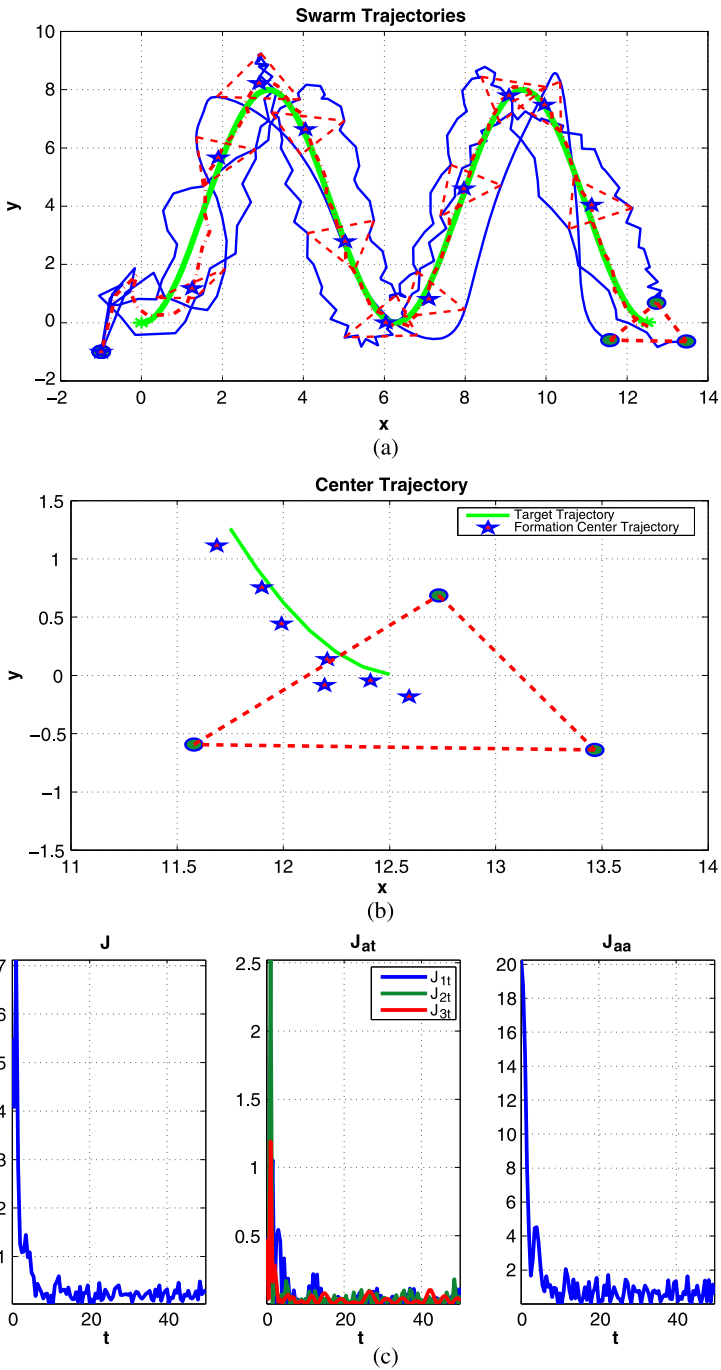 Swarm Trajectories
10
8
6
4
2
0
−2
y
−2 0 2 4 6 8 10 12 14
x
(a)
Center Trajectory
1.5
1
0.5
0
−0.5
−1
−1.5
y
Target Trajectory
Formation Center Trajectory
11 11.5 12 12.5 13 13.5 14
x
(b)
J
7
6
5
4
3
2
1
0 20 40
t
J_at
2.5
2
1.5
1
0.5
J_1t
J_2t
J_3t
0 20 40
t
J_aa
20
18
16
14
12
10
8
6
4
2
0 20 40
t
(c)